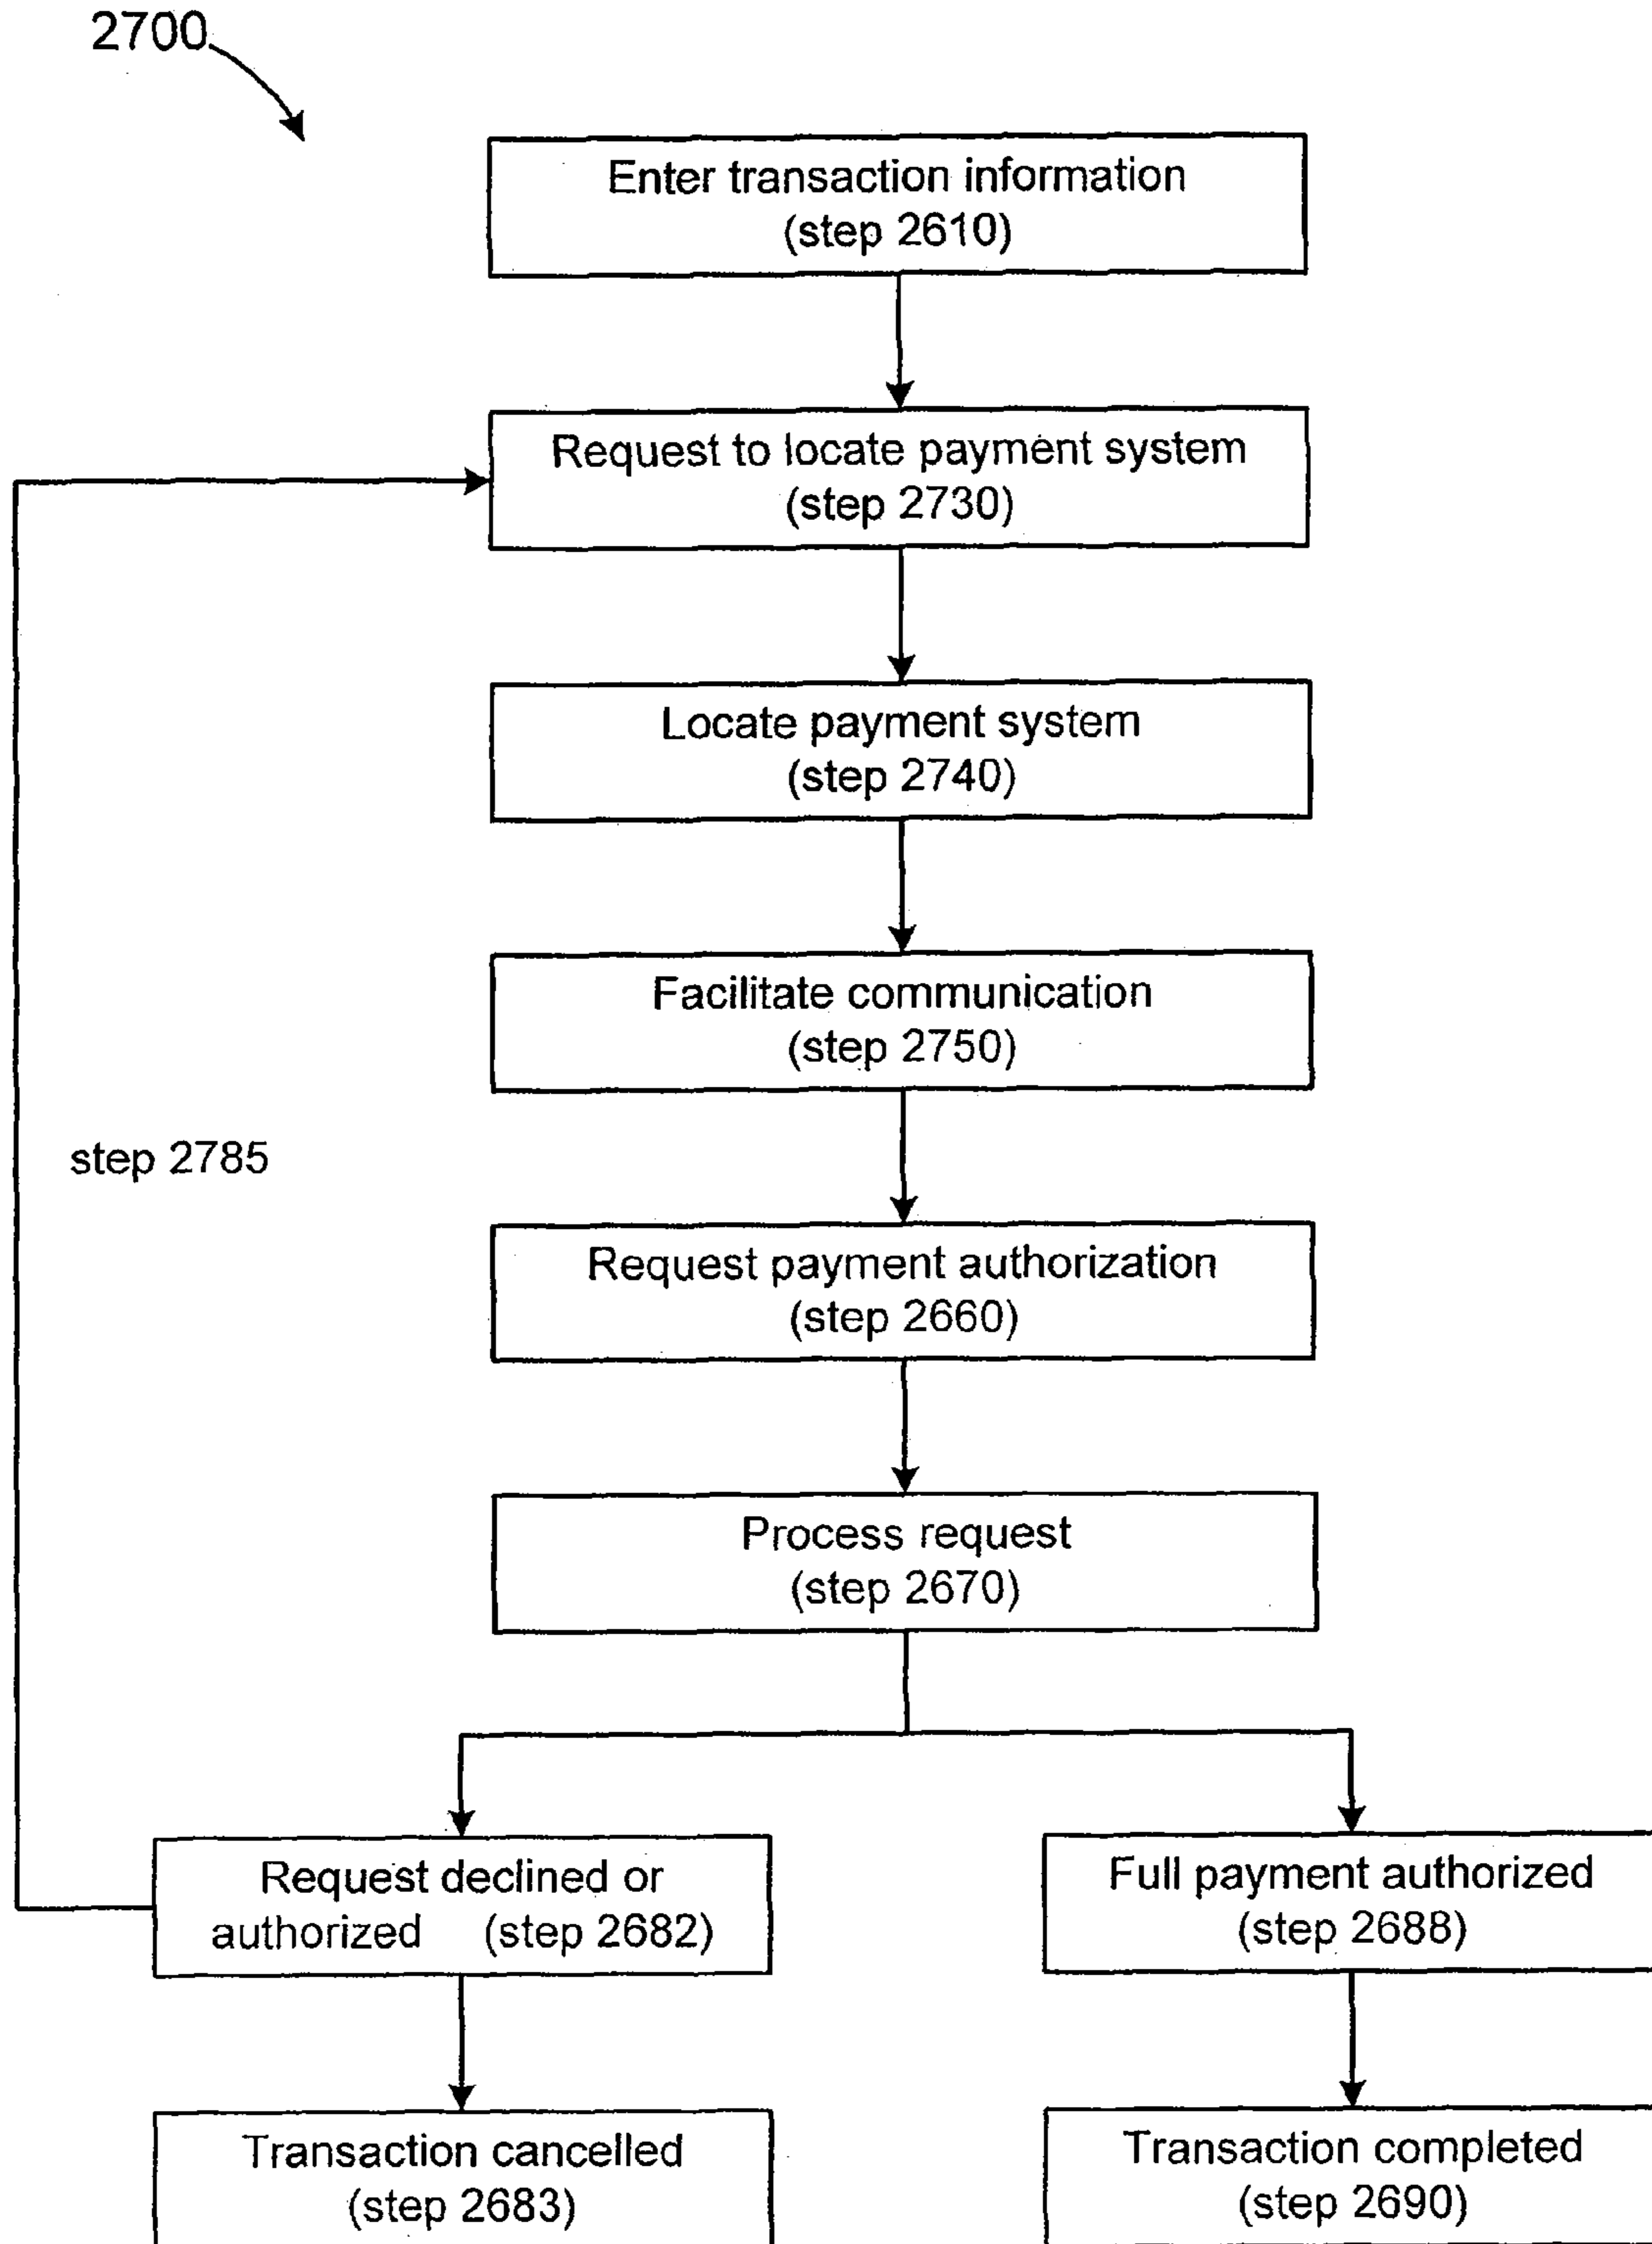 2700
Enter transaction information
(step 2610)
Request to locate payment system
(step 2730)
Locate payment system
(step 2740)
Facilitate communication
(step 2750)
step 2785
Request payment authorization
(step 2660)
Process request
(step 2670)
Request declined or
authorized (step 2682)
Full payment authorized
(step 2688)
Transaction cancelled
(step 2683)
Transaction completed
(step 2690)